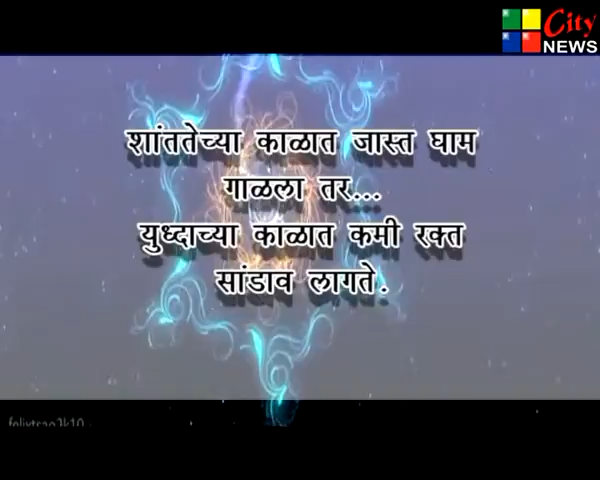 City
NEWS
शांततेच्या काळात जास्त घाम
गाळला तर...
युध्दाच्या काळात कमी रक्त
सांडाव लागते.